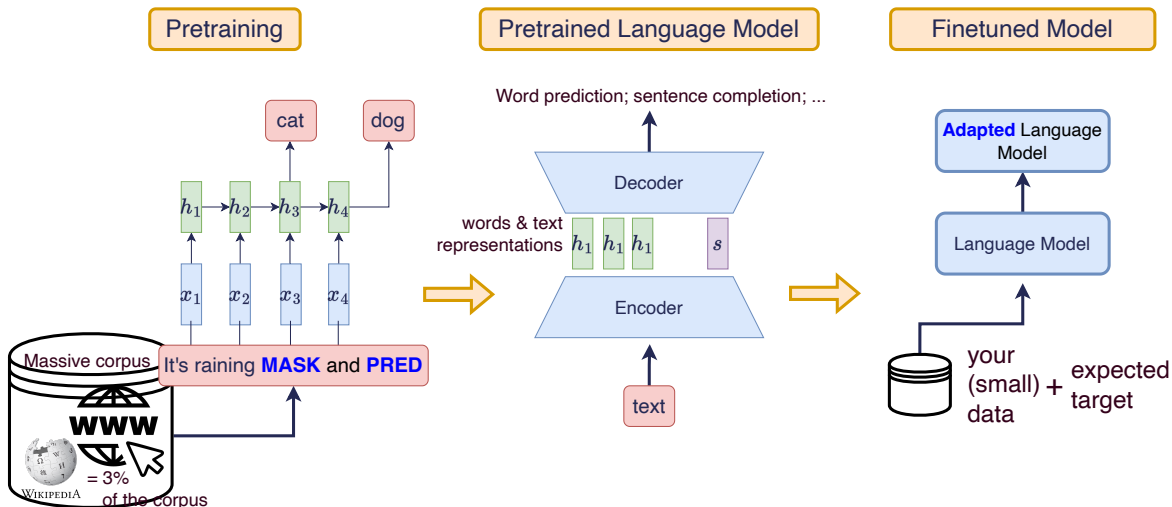 Pretraining
Pretrained Language Model
Finetuned Model
cat
dog
h₁
h₂
h₃
h₄
x₁
x₂
x₃
x₄
It's raining MASK and PRED
Massive corpus
WWW
WIKIPEDIA
= 3%
of the corpus
Word prediction; sentence completion; ...
Decoder
words & text
representations
h₁
h₁
h₁
s
Encoder
text
Adapted Language
Model
Language Model
your
(small)
data
+
expected
target